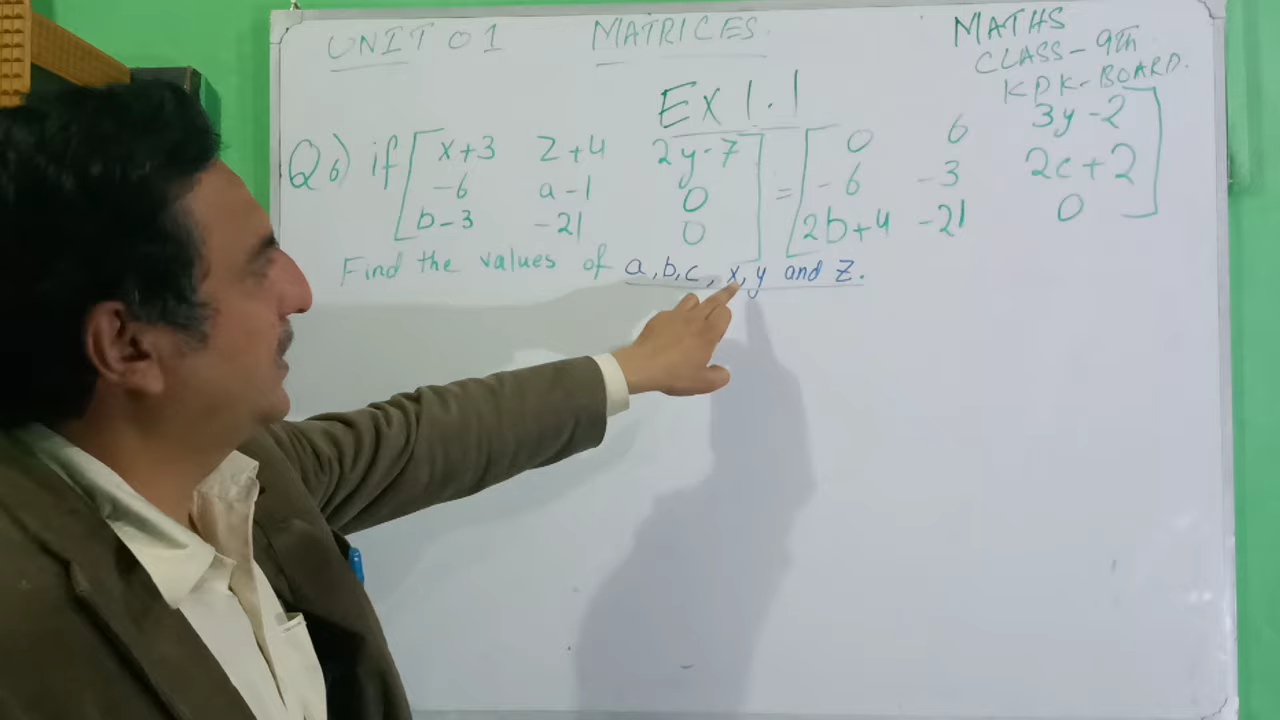 UNIT 01 MATRICES MATHS
CLASS - 9th
KPK - BOARD.
Ex 1.1
Q6) if [ x+3 z+4 2y-7 ] = [ 0 6 3y-2 ]
-6 a-1 0 -6 -3 2c+2
b-3 -21 0 2b+4 -21 0
Find the values of a,b,c, x,y and z.